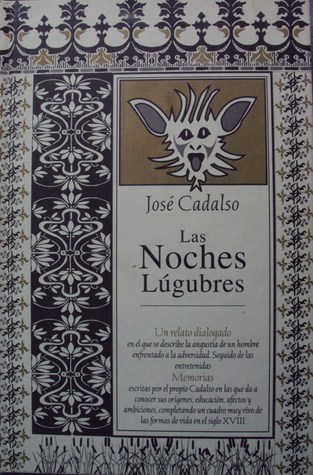 José Cadalso
Las
Noches
Lúgubres
Un relato dialogado
en el que se describe la angustia de un hombre
enfrentado a la adversidad. Seguido de las
entretenidas
Memorias
escritas por el propio Cadalso en las que da a
conocer sus orígenes, educación, afectos y
ambiciones, completando un cuadro muy vivo de
las formas de vida en el siglo XVIII